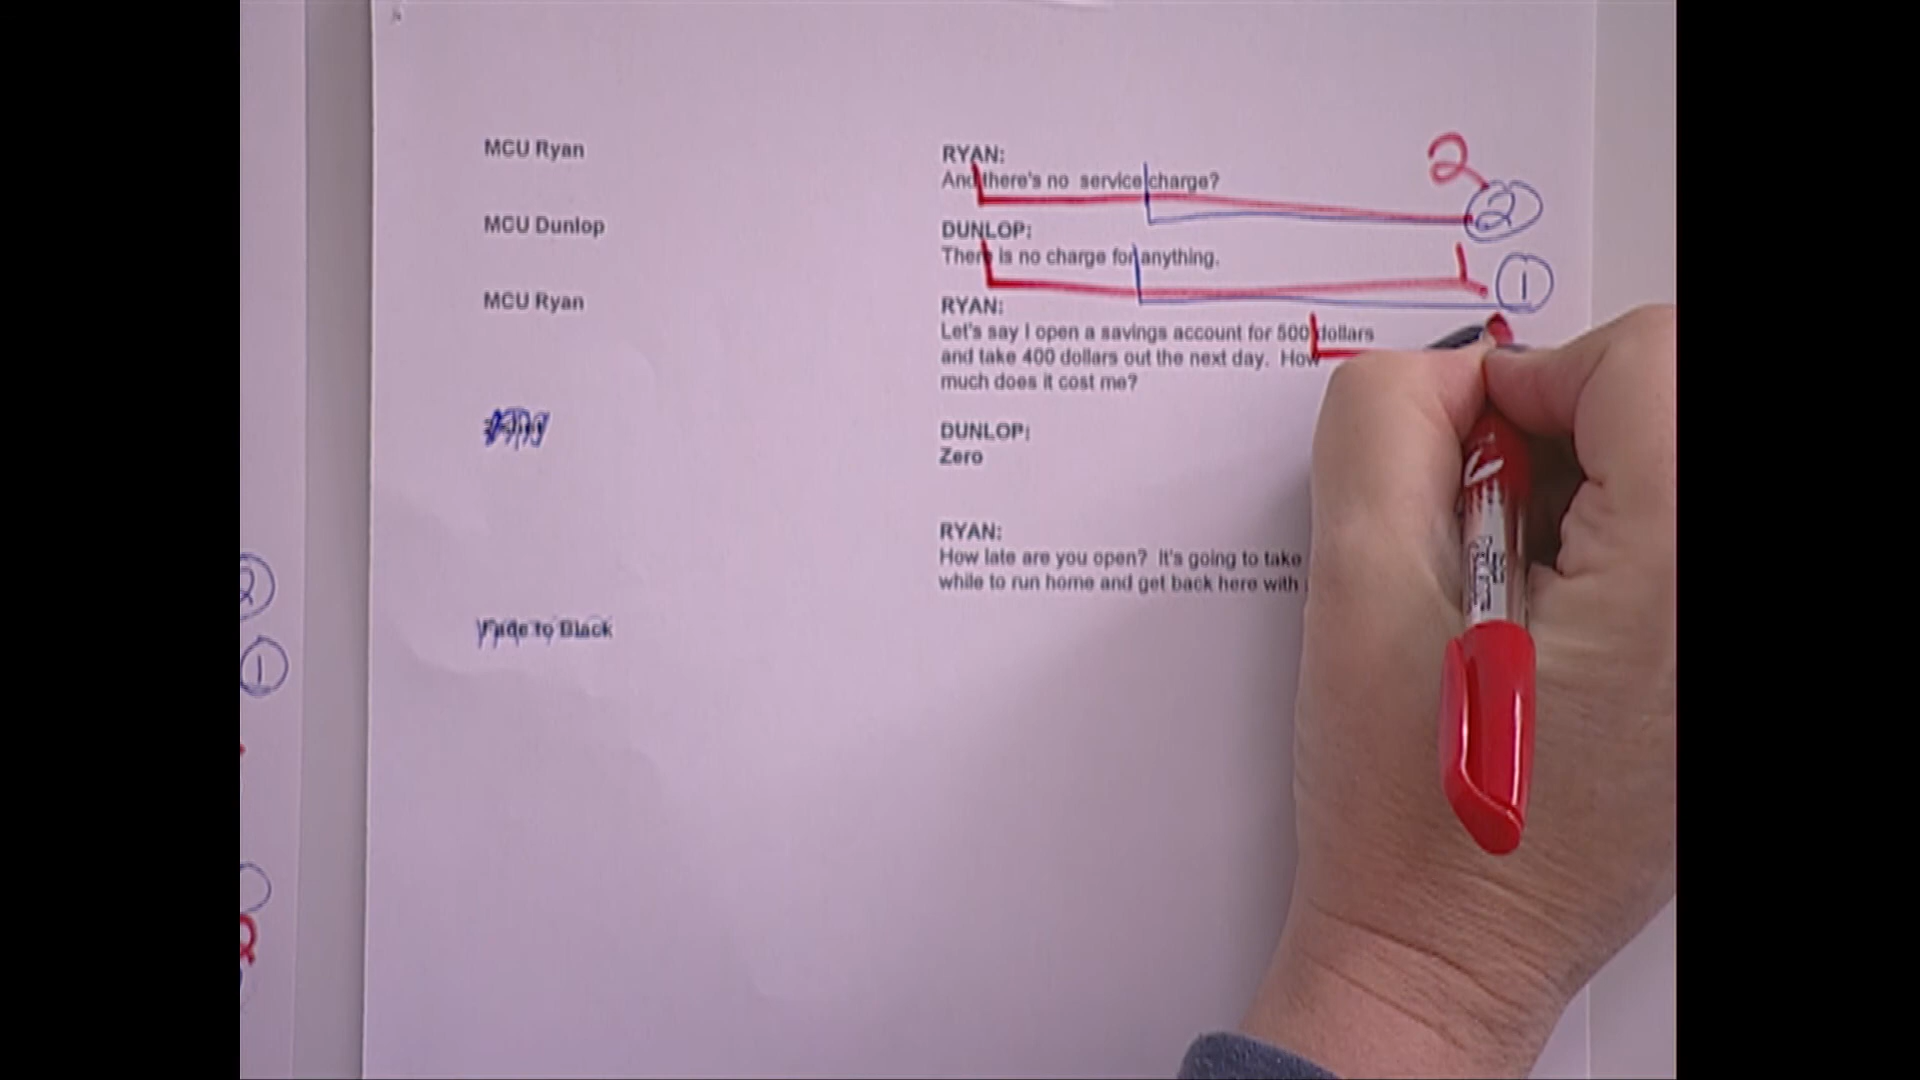 MCU Ryan
RYAN:
And there's no service charge?
2
2
MCU Dunlop
DUNLOP:
There is no charge for anything.
1
1
MCU Ryan
RYAN:
Let's say I open a savings account for 500 dollars
and take 400 dollars out the next day. How
much does it cost me?
DUNLOP:
Zero
RYAN:
How late are you open? It's going to take
while to run home and get back here with
Fade to Black
2
1
2